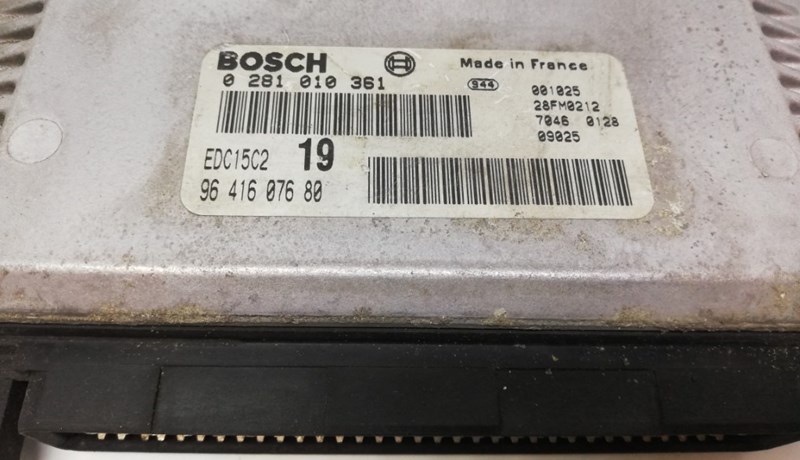 BOSCH Made in France
0 281 010 361 944 001025
28FM0212
7046 0128
09025
EDC15C2 19
96 416 076 80